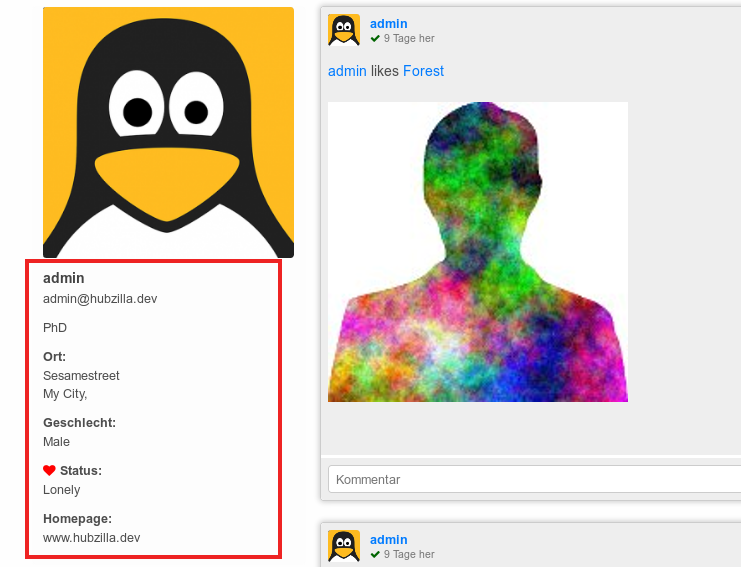 admin
admin@hubzilla.dev
PhD
Ort:
Sesamestreet
My City,
Geschlecht:
Male
Status:
Lonely
Homepage:
www.hubzilla.dev
admin
9 Tage her
admin likes Forest
Kommentar
admin
9 Tage her